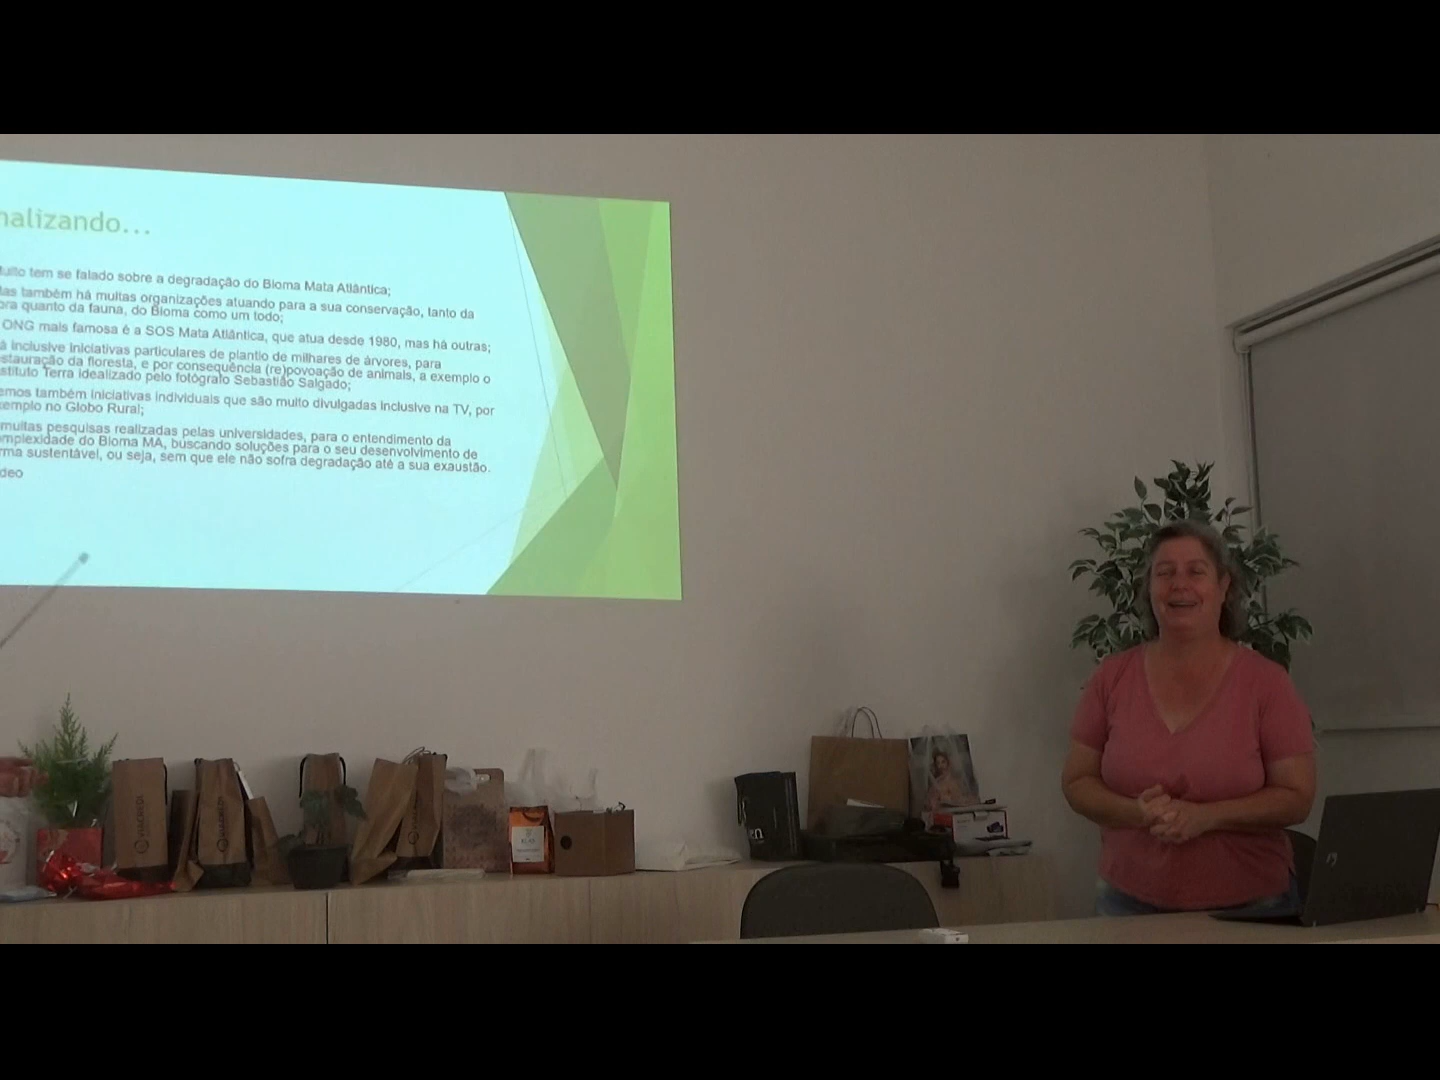 nalizando...
uito tem se falado sobre a degradação do Bioma Mata Atlântica;
as também há muitas organizações atuando para a sua conservação, tanto da
ora quanto da fauna, do Bioma como um todo;
ONG mais famosa é a SOS Mata Atlântica, que atua desde 1980, mas há outras;
á inclusive iniciativas particulares de plantio de milhares de árvores, para
estauração da floresta, e por consequência (re)povoação de animais, a exemplo o
stituto Terra idealizado pelo fotógrafo Sebastião Salgado;
emos também iniciativas individuais que são muito divulgadas inclusive na TV, por
xemplo no Globo Rural;
muitas pesquisas realizadas pelas universidades, para o entendimento da
omplexidade do Bioma MA, buscando soluções para o seu desenvolvimento de
rma sustentável, ou seja, sem que ele não sofra degradação até a sua exaustão.
deo